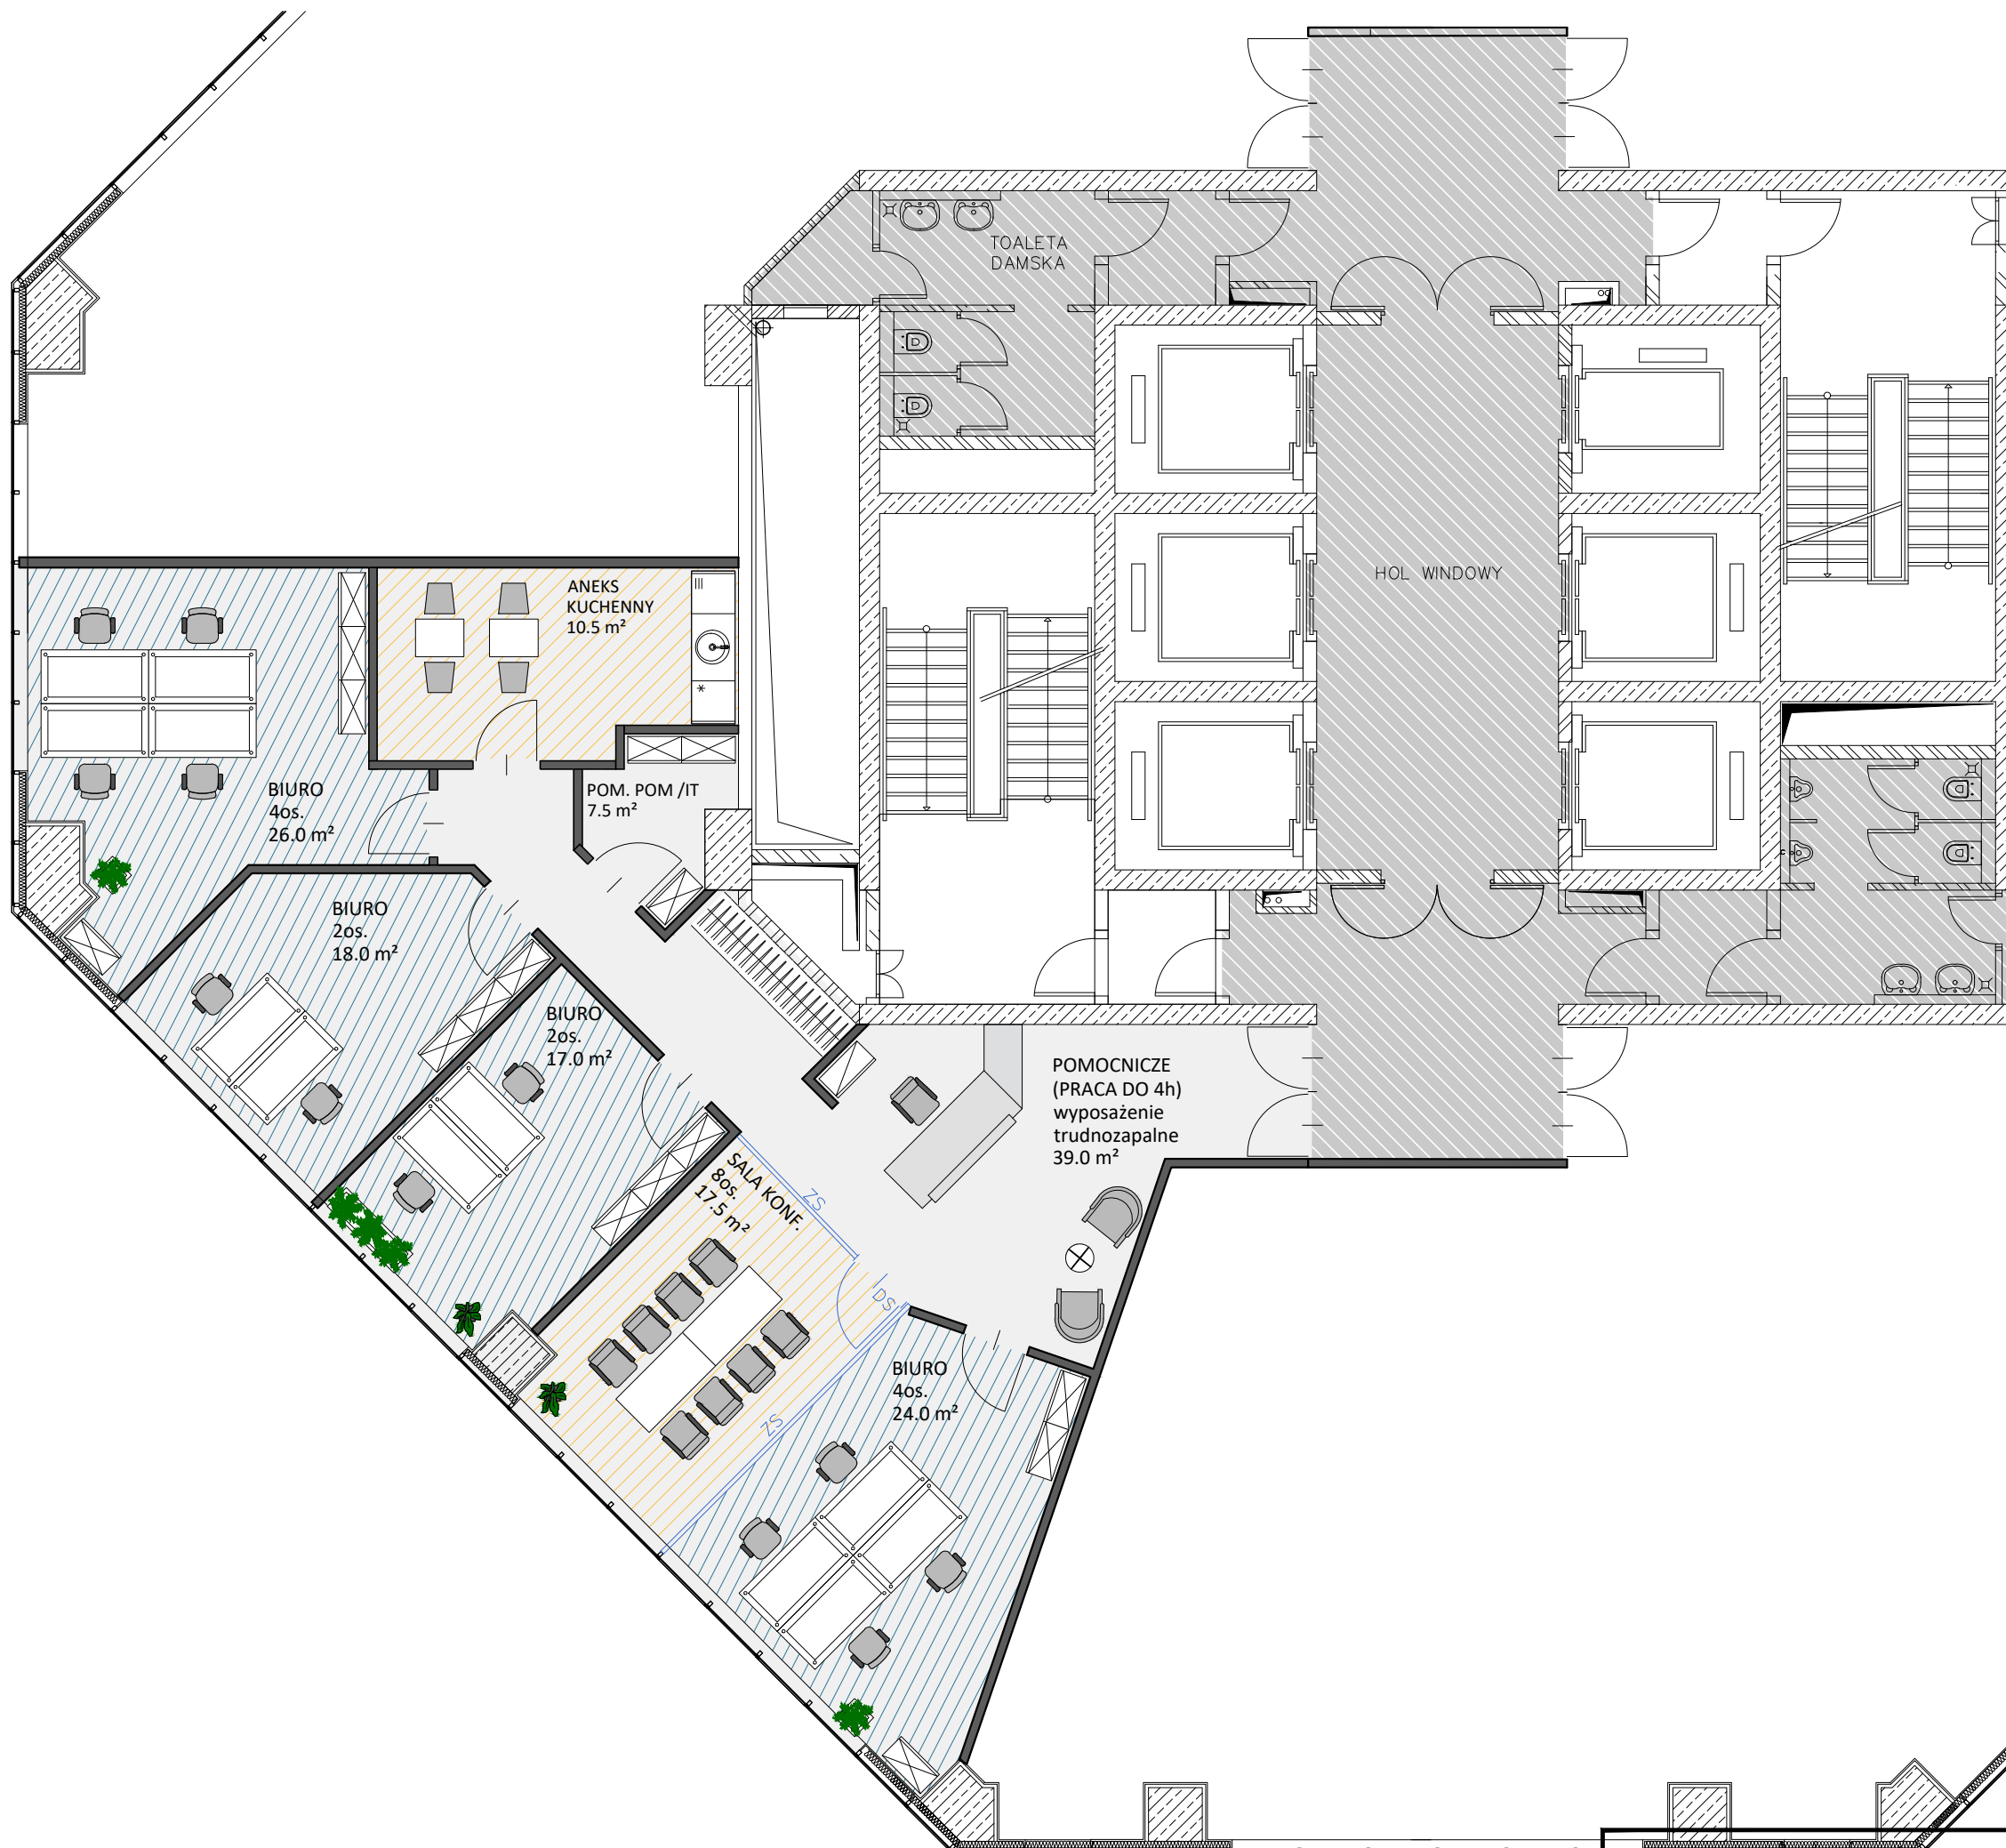 TOALETA
DAMSKA
HOL WINDOWY
ANEKS
KUCHENNY
10.5 m²
POM. POM /IT
7.5 m²
BIURO
4os.
26.0 m²
BIURO
2os.
18.0 m²
BIURO
2os.
17.0 m²
POMOCNICZE
(PRACA DO 4h)
wyposażenie
trudnozapalne
39.0 m²
SALA KONF.
8os.
17.5 m²
ZS
DS
ZS
BIURO
4os.
24.0 m²